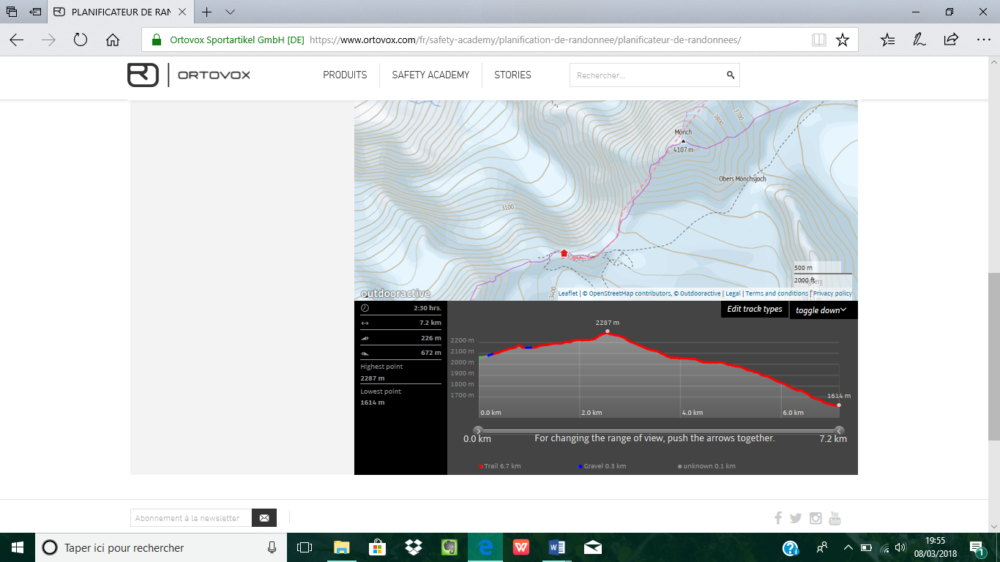 PLANIFICATEUR DE RAN
Ortovox Sportartikel GmbH [DE] https://www.ortovox.com/fr/safety-academy/planification-de-randonnee/planificateur-de-randonnees/
ORTOVOX
PRODUITS
SAFETY ACADEMY
STORIES
Rechercher...
3800
3700
Mönch
4107 m
Obers Mönchsjoch
3100
3400
500 m
2000 ft
outdooractive
Leaflet | © OpenStreetMap contributors, © Outdooractive | Legal | Terms and conditions | Privacy policy
2:30 hrs.
7.2 km
226 m
672 m
Highest point
2287 m
Lowest point
1614 m
Edit track types
toggle down
2287 m
2200 m
2100 m
2000 m
1900 m
1800 m
1700 m
1614 m
0.0 km
2.0 km
4.0 km
6.0 km
0.0 km
For changing the range of view, push the arrows together.
7.2 km
Trail 6.7 km
Gravel 0.3 km
unknown 0.1 km
Abonnement à la newsletter
You
Tube
Taper ici pour rechercher
19:55
08/03/2018
1